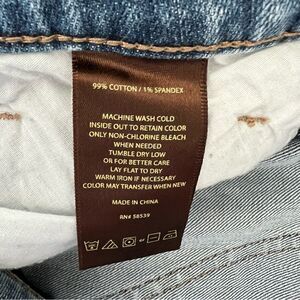 99% COTTON / 1% SPANDEX
MACHINE WASH COLD
INSIDE OUT TO RETAIN COLOR
ONLY NON-CHLORINE BLEACH
WHEN NEEDED
TUMBLE DRY LOW
OR FOR BETTER CARE
LAY FLAT TO DRY
WARM IRON IF NECESSARY
COLOR MAY TRANSFER WHEN NEW
MADE IN CHINA
RN# 58539
or